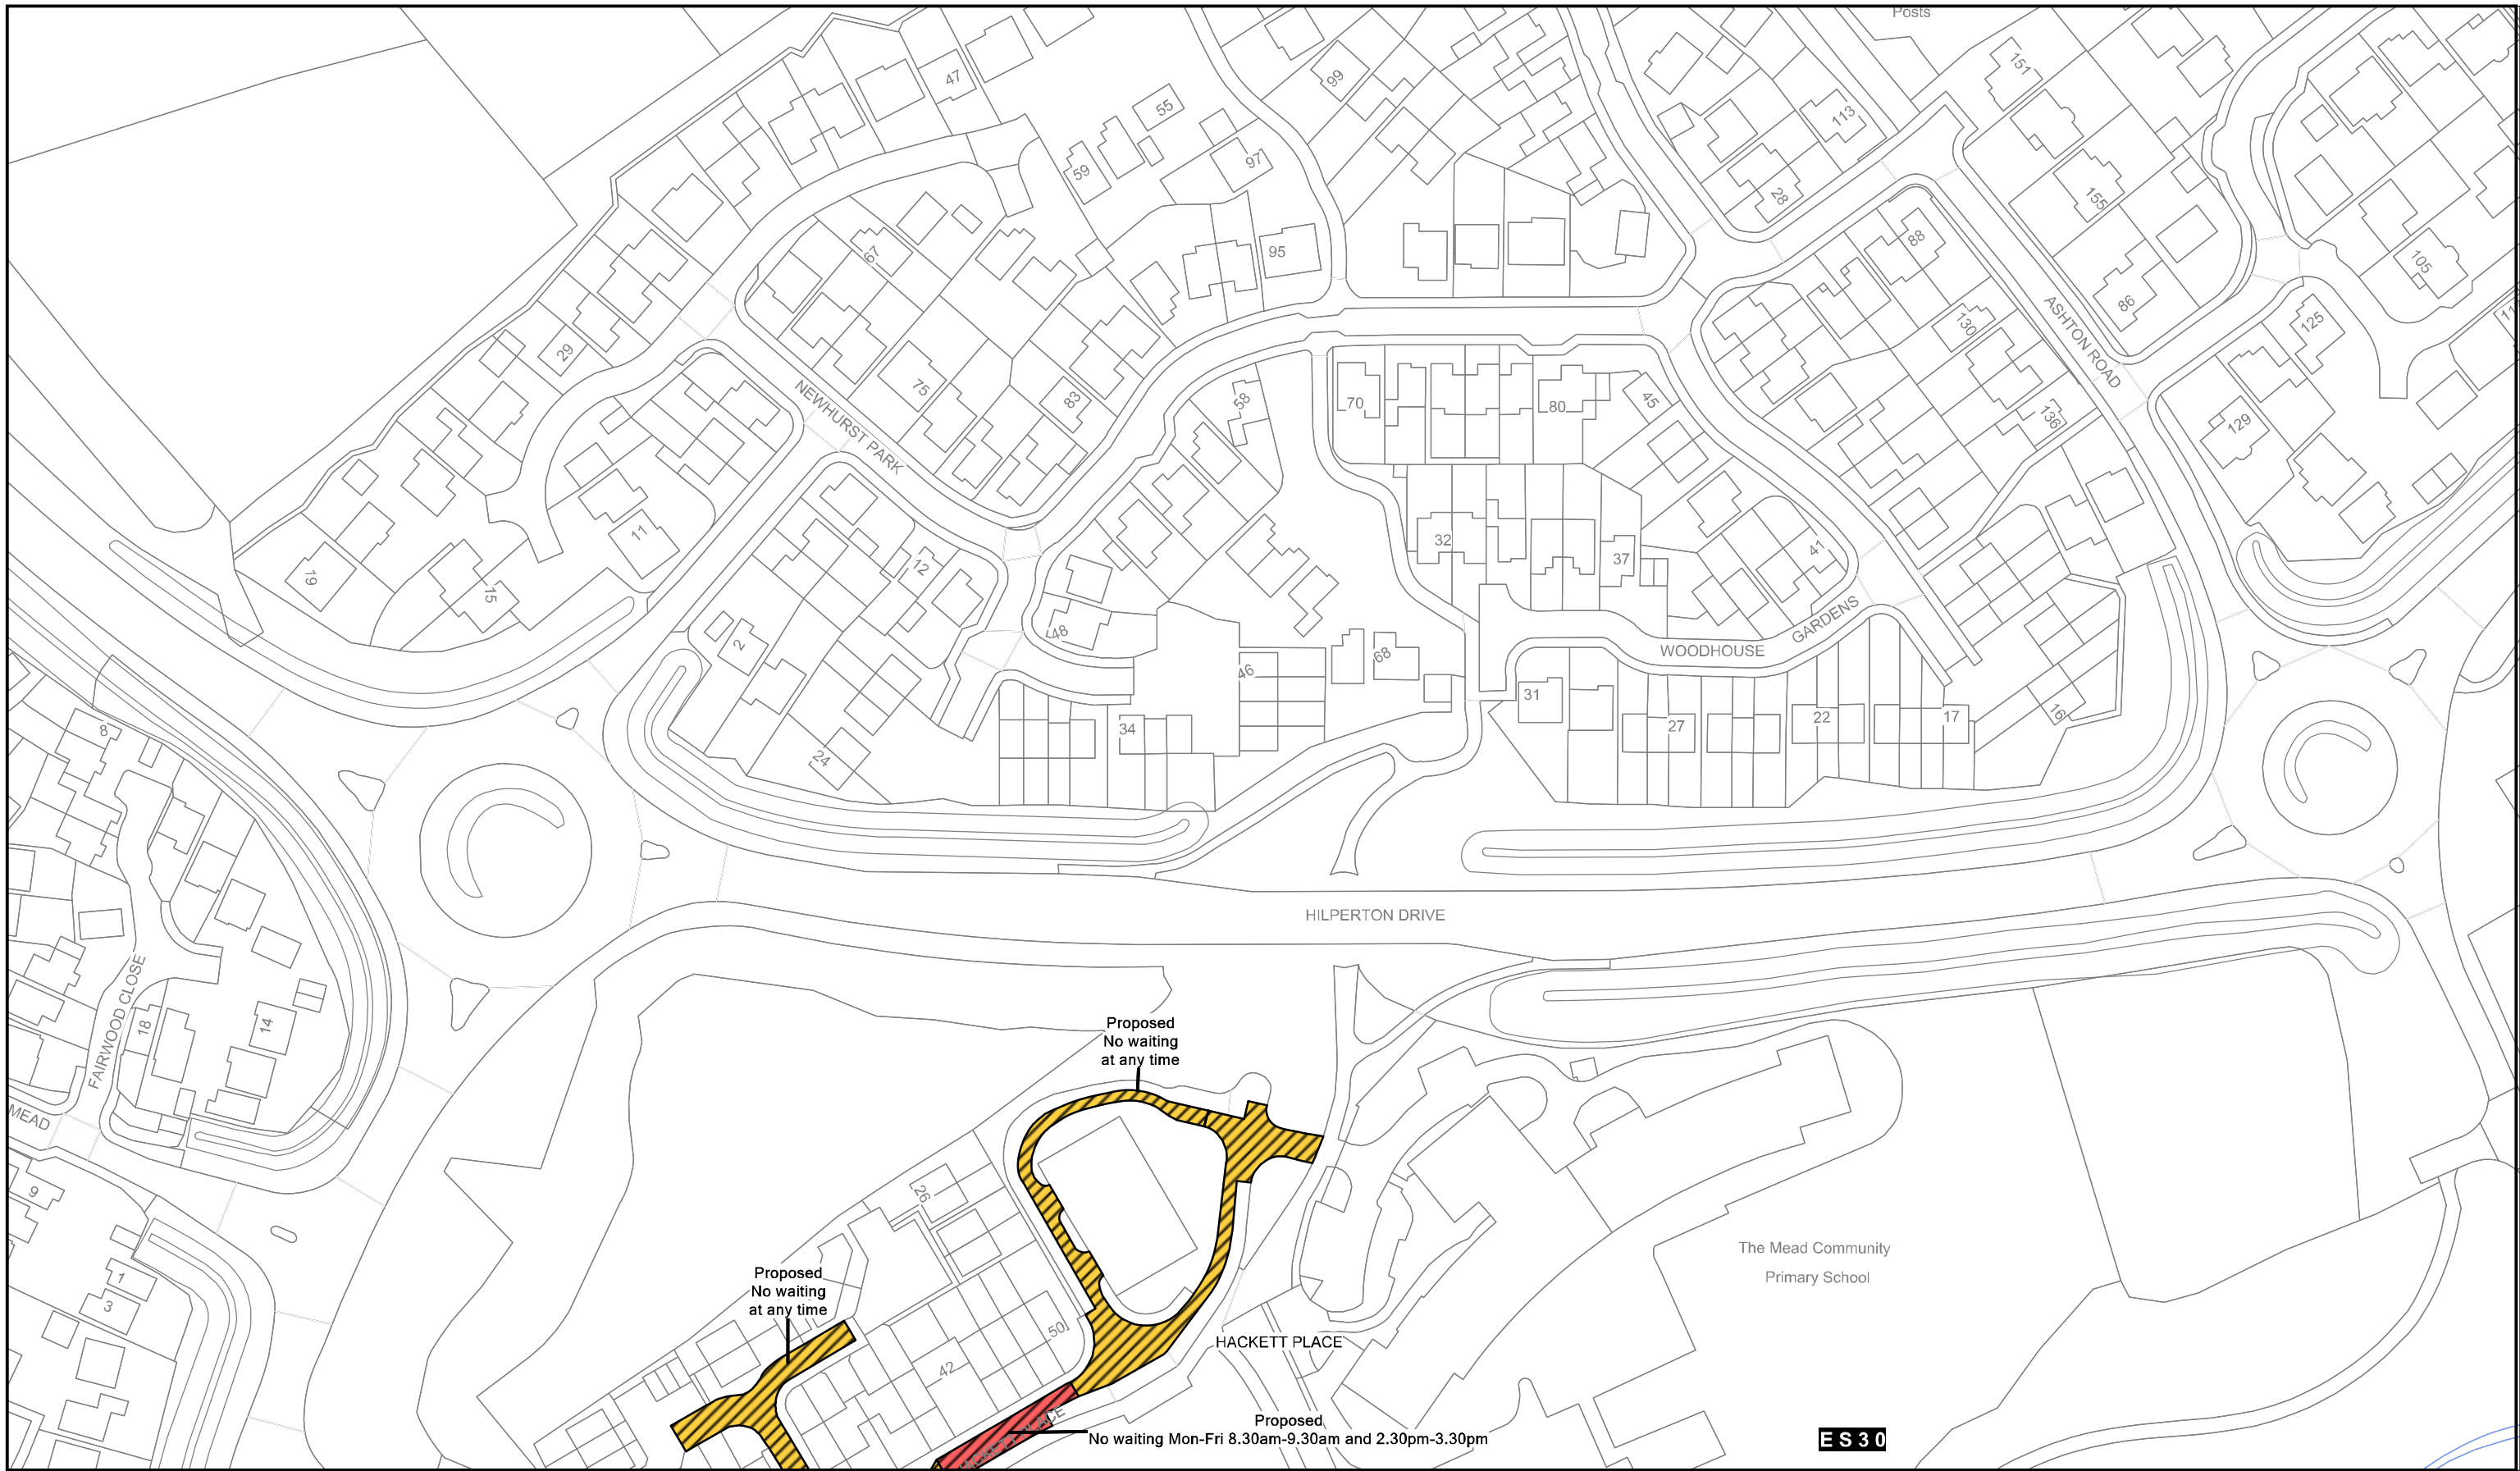 Posts
47
99
151
55
113
59
97
28
155
67
95
88
105
86
130
125
11
29
ASHTON ROAD
75
83
58
70
80
45
136
129
NEWHURST PARK
11
32
37
41
12
19
15
2
48
GARDENS
WOODHOUSE
46
68
31
34
27
22
17
16
8
24
HILPERTON DRIVE
FAIRWOOD CLOSE
18
14
Proposed
No waiting
at any time
MEAD
9
26
1
3
The Mead Community
Primary School
Proposed
No waiting
at any time
50
42
HACKETT PLACE
HACKETT PLACE
Proposed
No waiting Mon-Fri 8.30am-9.30am and 2.30pm-3.30pm
ES30